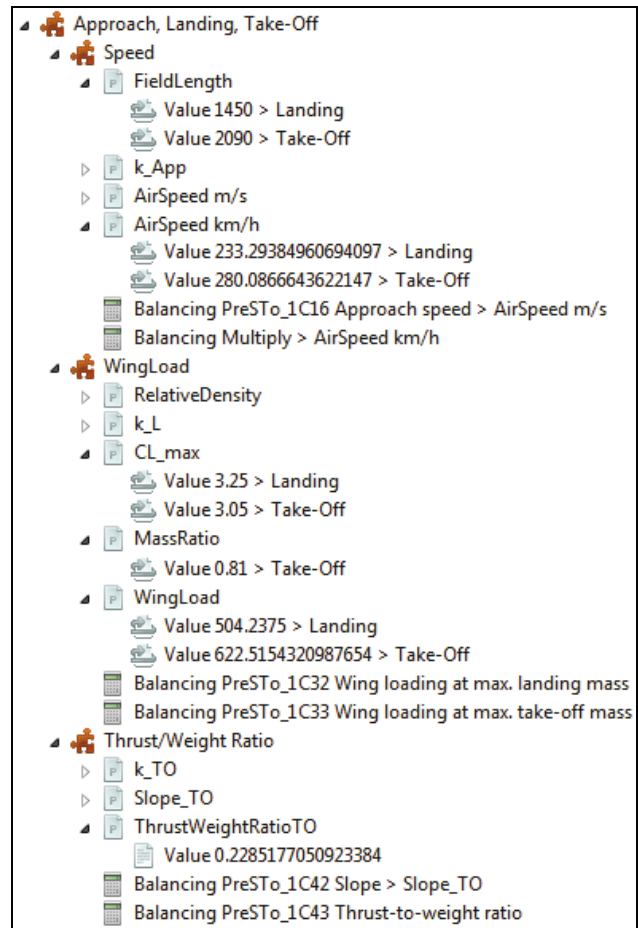 Approach, Landing, Take-Off
Speed
FieldLength
Value 1450 > Landing
Value 2090 > Take-Off
k_App
AirSpeed m/s
AirSpeed km/h
Value 233.29384960694097 > Landing
Value 280.0866643622147 > Take-Off
Balancing PreSTo_1C16 Approach speed > AirSpeed m/s
Balancing Multiply > AirSpeed km/h
WingLoad
RelativeDensity
k_L
CL_max
Value 3.25 > Landing
Value 3.05 > Take-Off
MassRatio
Value 0.81 > Take-Off
WingLoad
Value 504.2375 > Landing
Value 622.5154320987654 > Take-Off
Balancing PreSTo_1C32 Wing loading at max. landing mass
Balancing PreSTo_1C33 Wing loading at max. take-off mass
Thrust/Weight Ratio
k_TO
Slope_TO
ThrustWeightRatioTO
Value 0.2285177050923384
Balancing PreSTo_1C42 Slope > Slope_TO
Balancing PreSTo_1C43 Thrust-to-weight ratio